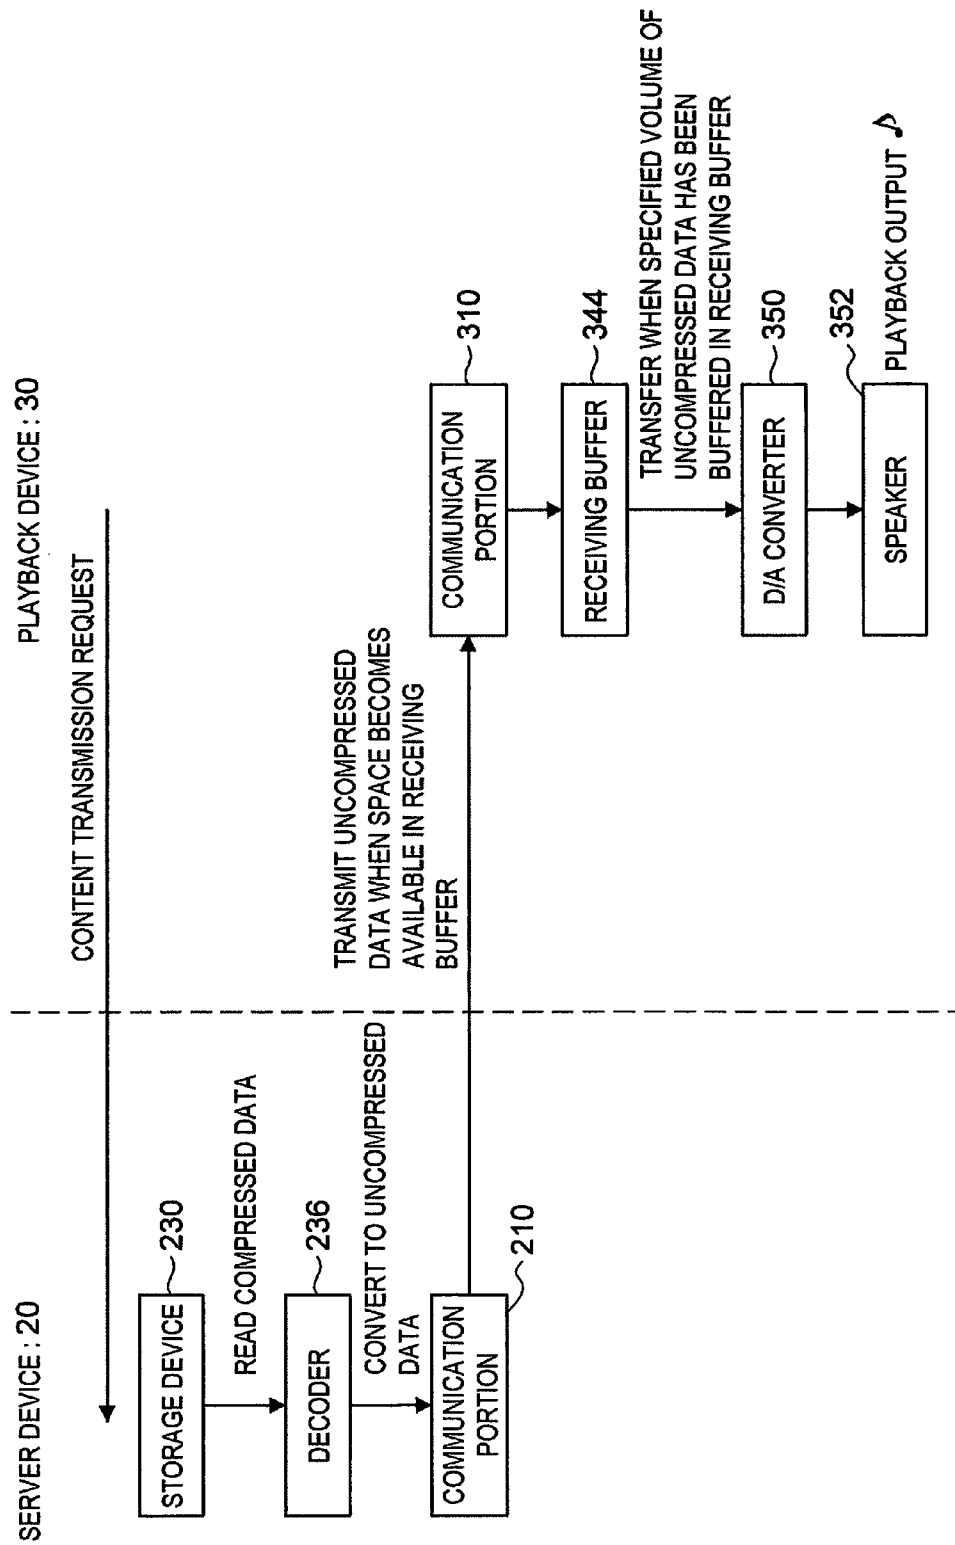 SERVER DEVICE : 20
PLAYBACK DEVICE : 30
CONTENT TRANSMISSION REQUEST
STORAGE DEVICE
230
READ COMPRESSED DATA
DECODER
236
CONVERT TO UNCOMPRESSED
DATA
COMMUNICATION
PORTION
210
TRANSMIT UNCOMPRESSED
DATA WHEN SPACE BECOMES
AVAILABLE IN RECEIVING
BUFFER
COMMUNICATION
PORTION
310
RECEIVING BUFFER
344
TRANSFER WHEN SPECIFIED VOLUME OF
UNCOMPRESSED DATA HAS BEEN
BUFFERED IN RECEIVING BUFFER
D/A CONVERTER
350
SPEAKER
352
PLAYBACK OUTPUT ♪